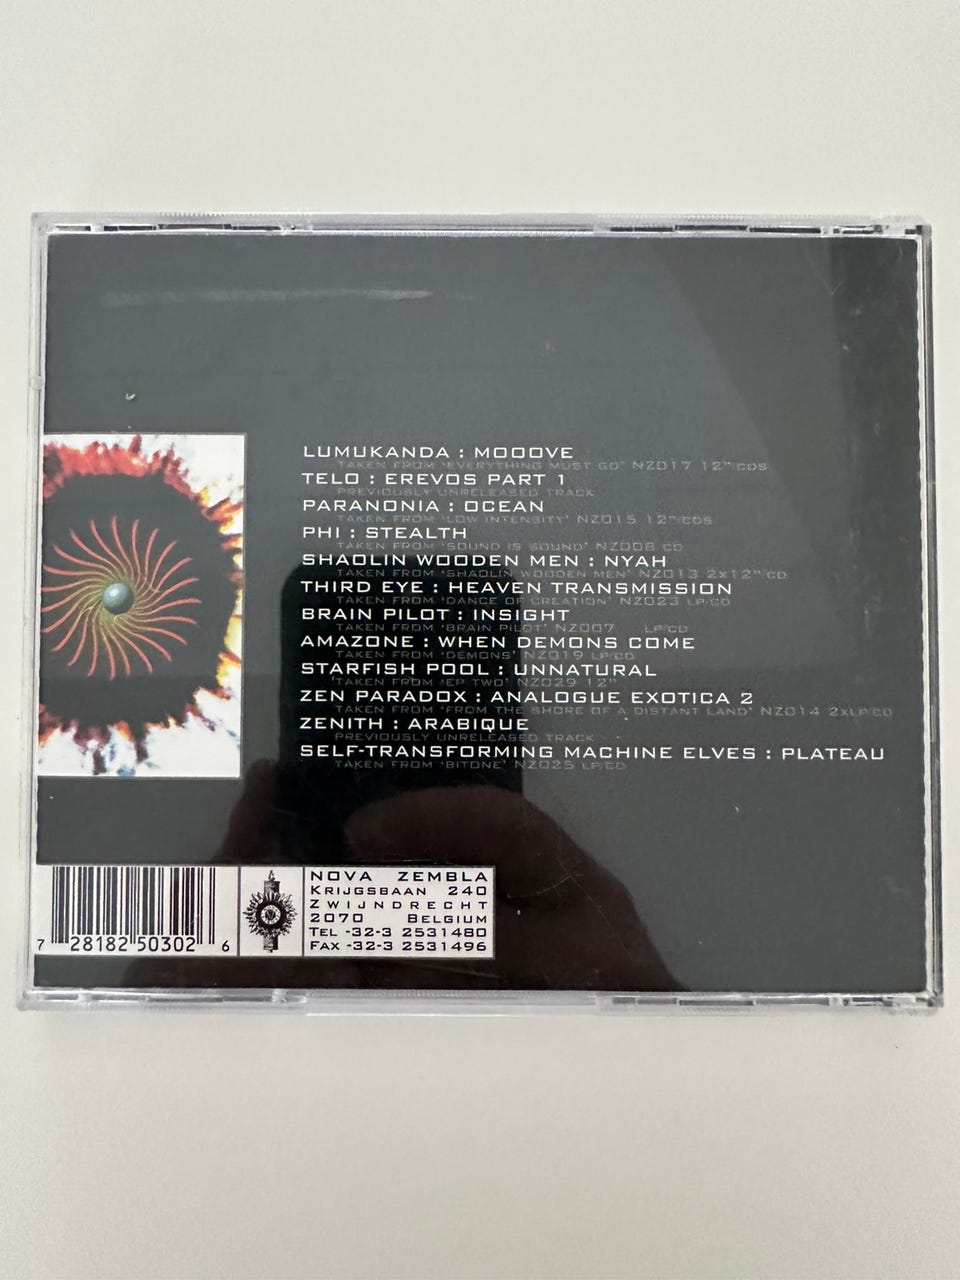 LUMUKANDA : MOOOVE
TAKEN FROM 'EVERYTHING MUST GO' NZ017 12"/CDS
TELO : EREVOS PART 1
PREVIOUSLY UNRELEASED TRACK
PARANONIA : OCEAN
TAKEN FROM 'LOW INTENSITY' NZ015 12"/CDS
PHI : STEALTH
TAKEN FROM 'SOUND IS SOUND' NZ008 CD
SHAOLIN WOODEN MEN : NYAH
TAKEN FROM 'SHAOLIN WOODEN MEN' NZ013 2x12"/CD
THIRD EYE : HEAVEN TRANSMISSION
TAKEN FROM 'DANCE OF CREATION' NZ023 LP/CD
BRAIN PILOT : INSIGHT
TAKEN FROM 'BRAIN PILOT' NZ007 LP/CD
AMAZONE : WHEN DEMONS COME
TAKEN FROM 'DEMONS' NZ019 LP/CD
STARFISH POOL : UNNATURAL
TAKEN FROM 'EP TWO' NZ029 12"
ZEN PARADOX : ANALOGUE EXOTICA 2
TAKEN FROM 'FROM THE SHORE OF A DISTANT LAND' NZ014 2xLP/CD
ZENITH : ARABIQUE
PREVIOUSLY UNRELEASED TRACK
SELF-TRANSFORMING MACHINE ELVES : PLATEAU
TAKEN FROM 'BITONE' NZ025 LP/CD
7 28182 50302 6
NOVA ZEMBLA
KRIJGSBAAN 240
ZWIJNDRECHT
2070 BELGIUM
TEL -32-3 2531480
FAX -32-3 2531496